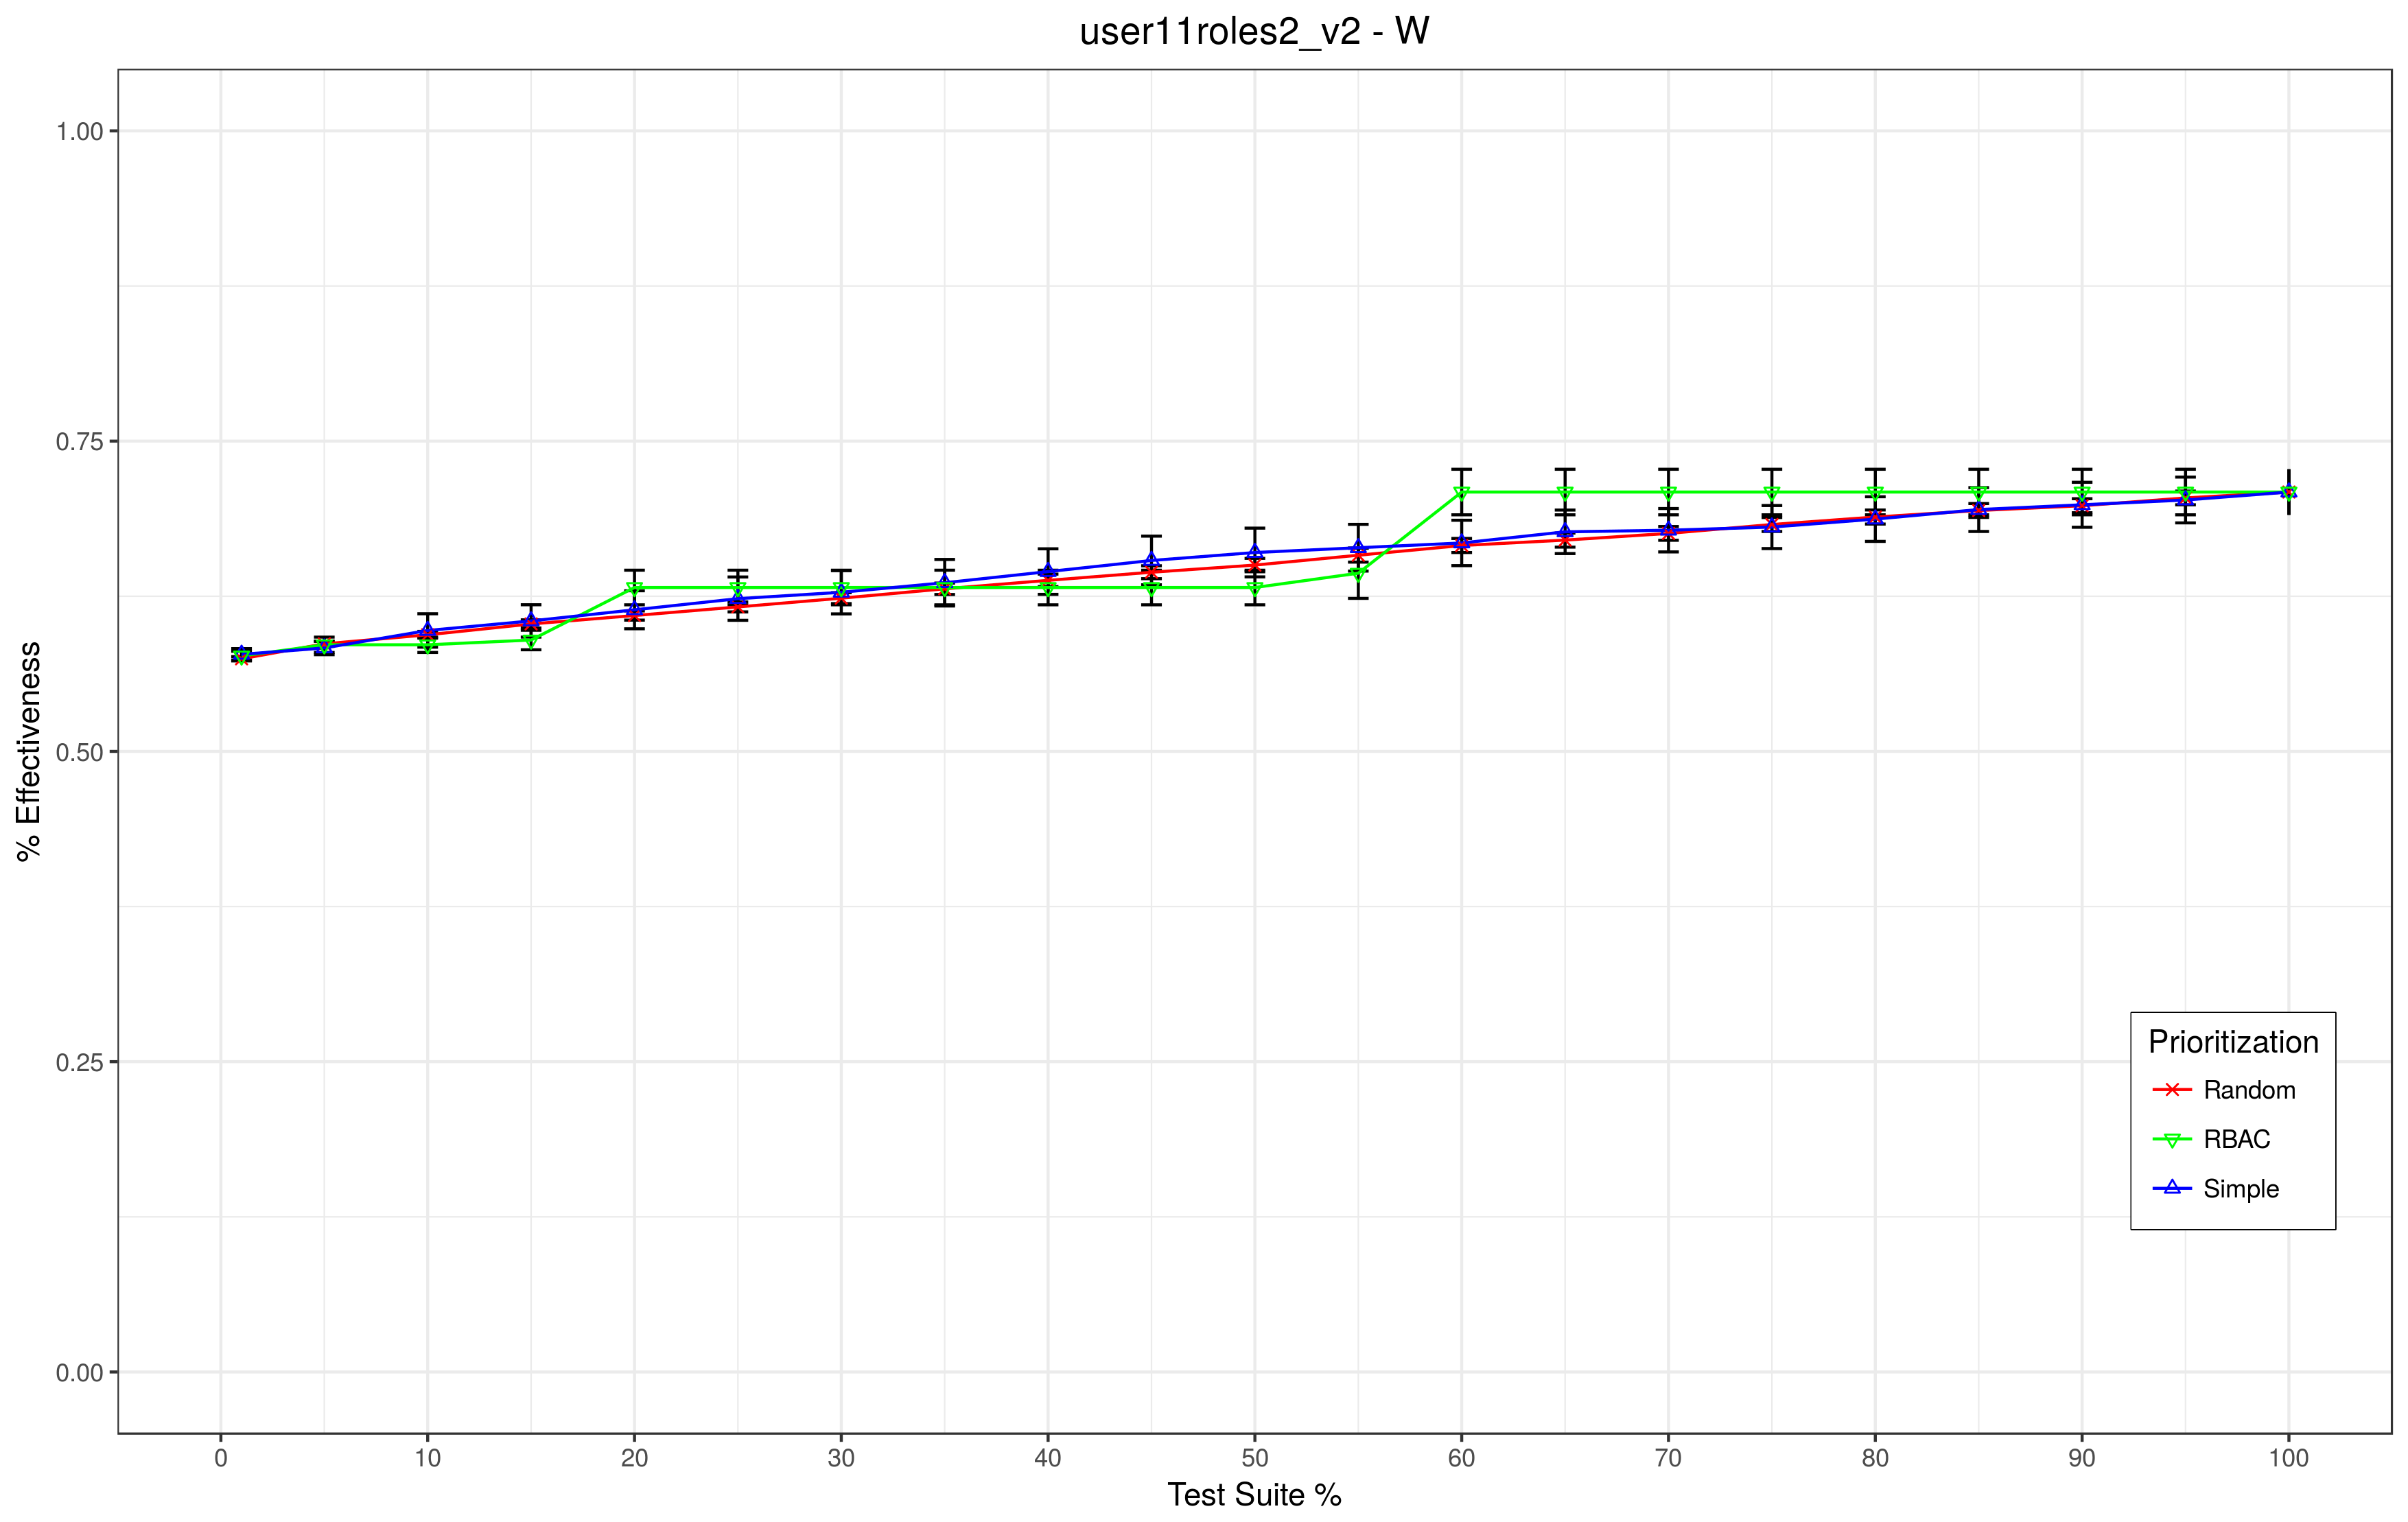 user11roles2_v2 - W
% Effectiveness
1.00
0.75
0.50
0.25
0.00
Prioritization
Random
RBAC
Simple
0 10 20 30 40 50 60 70 80 90 100
Test Suite %